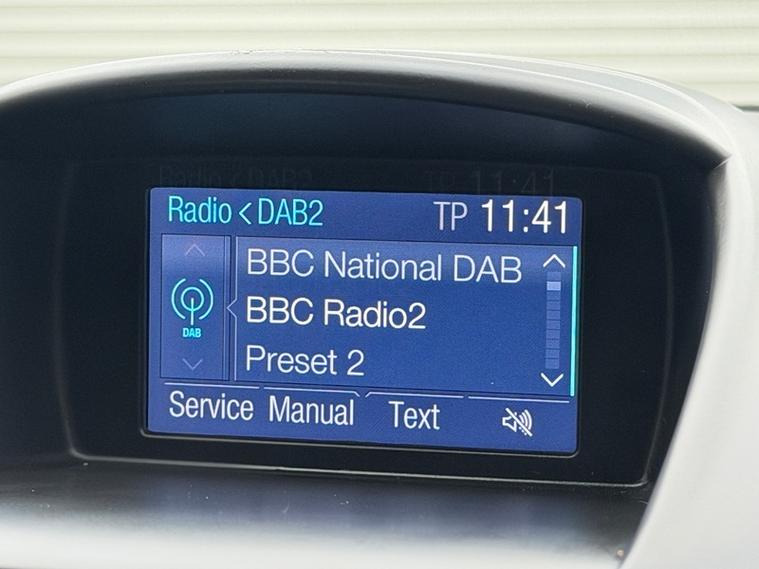 Radio < DAB2 TP 11:41
BBC National DAB
BBC Radio2
DAB
Preset 2
Service Manual Text